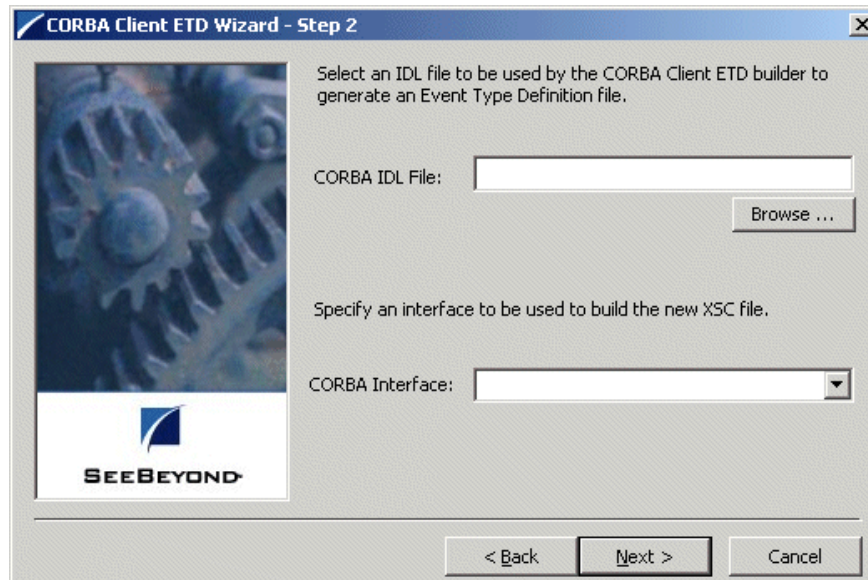 CORBA Client ETD Wizard - Step 2
Select an IDL file to be used by the CORBA Client ETD builder to
generate an Event Type Definition file.
CORBA IDL File:
Browse ...
Specify an interface to be used to build the new XSC file.
CORBA Interface:
SEEBEYOND
< Back
Next >
Cancel